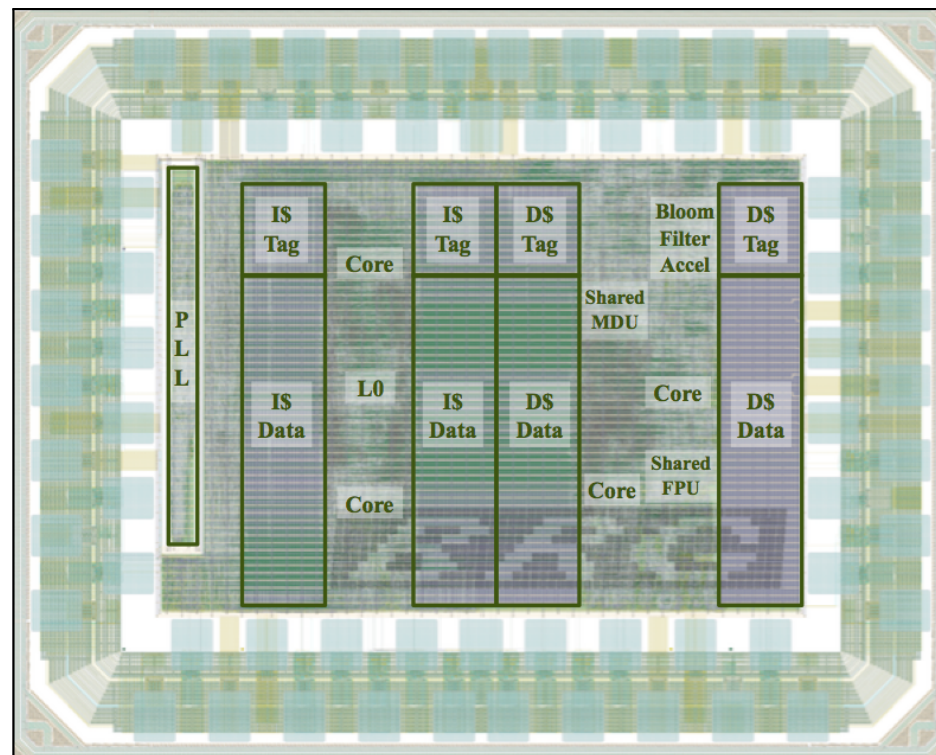 P
L
L
I$
Tag
I$
Data
Core
L0
Core
I$
Tag
I$
Data
D$
Tag
D$
Data
Shared
MDU
Core
Bloom
Filter
Accel
Core
Shared
FPU
D$
Tag
D$
Data